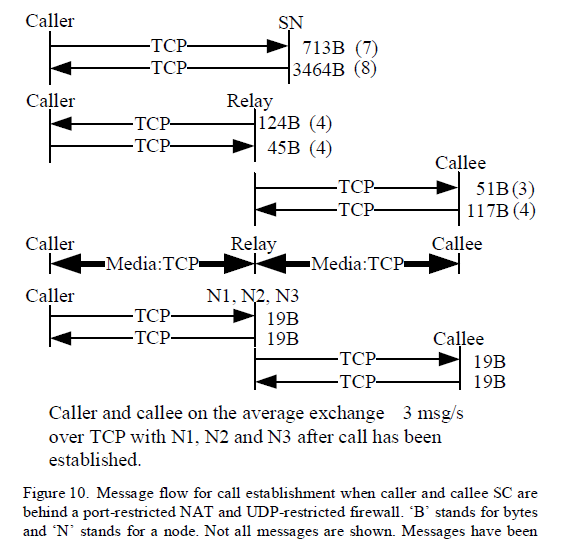 Caller SN
TCP 713B (7)
TCP 3464B (8)
Caller Relay
TCP 124B (4)
TCP 45B (4)
Callee
TCP 51B(3)
TCP 117B(4)
Caller Relay Callee
Media:TCP Media:TCP
Caller N1, N2, N3
TCP 19B
TCP 19B Callee
TCP 19B
TCP 19B
Caller and callee on the average exchange 3 msg/s
over TCP with N1, N2 and N3 after call has been
established.
Figure 10. Message flow for call establishment when caller and callee SC are
behind a port-restricted NAT and UDP-restricted firewall. ‘B’ stands for bytes
and ‘N’ stands for a node. Not all messages are shown. Messages have been